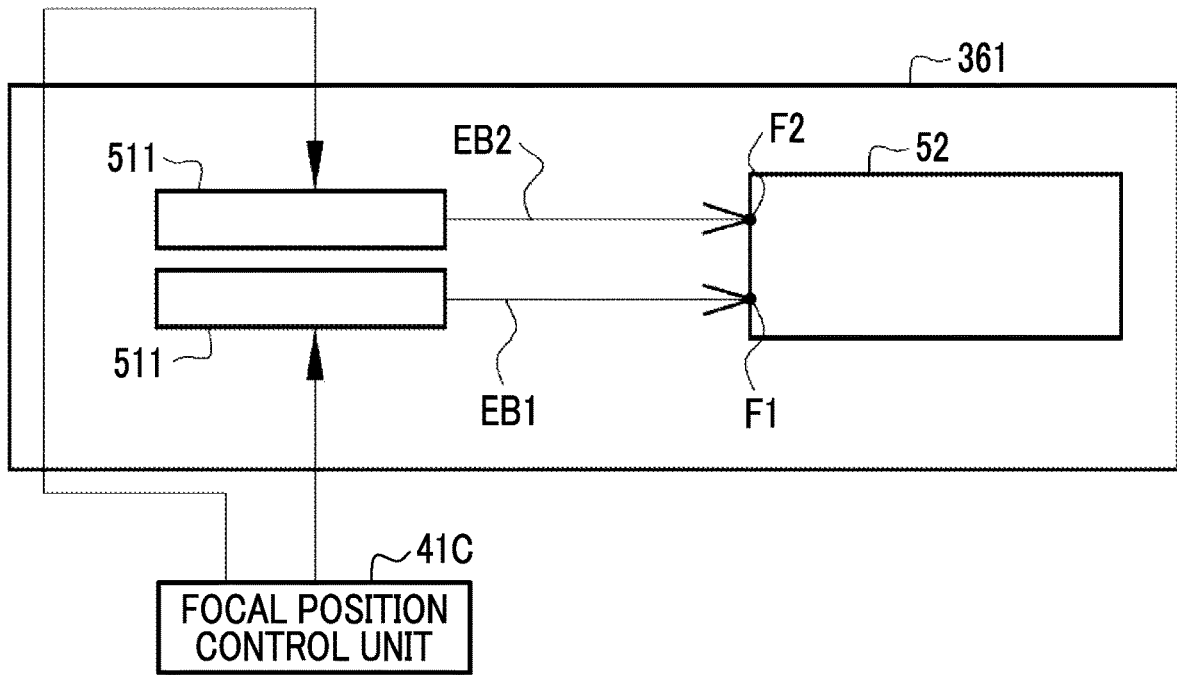 361
F2
EB2
52
511
511
EB1
F1
41C
FOCAL POSITION
CONTROL UNIT